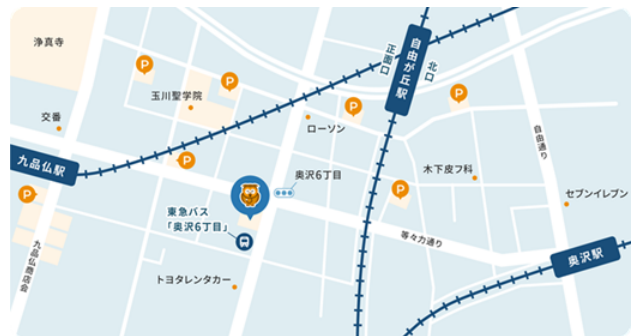 浄真寺
自由が丘駅
正面口
北口
P
P
P
P
玉川聖学院
交番
ローソン
自由通り
九品仏駅
P
木下皮フ科
奥沢6丁目
P
P
セブンイレブン
東急バス
「奥沢6丁目」
等々力通り
九品仏商店会
奥沢駅
トヨタレンタカー